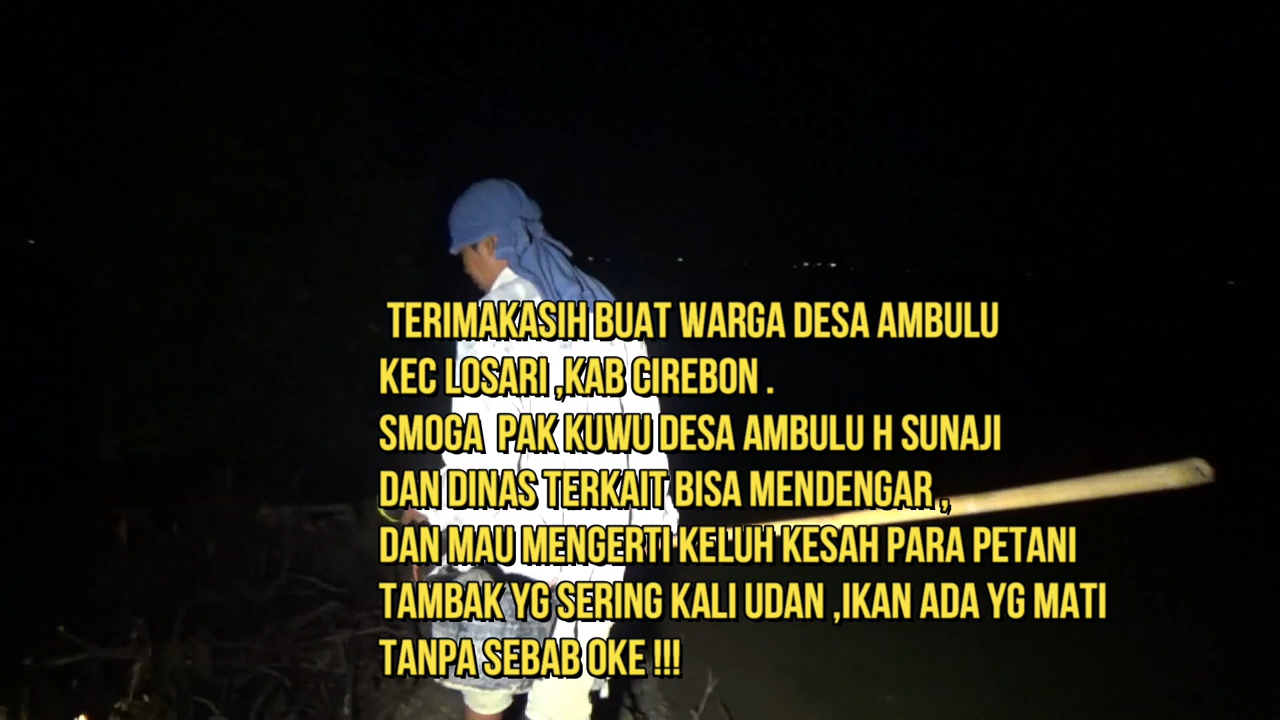 TERIMAKASIH BUAT WARGA DESA AMBULU
KEC LOSARI ,KAB CIREBON .
SMOGA PAK KUWU DESA AMBULU H SUNAJI
DAN DINAS TERKAIT BISA MENDENGAR ,
DAN MAU MENGERTI KELUH KESAH PARA PETANI
TAMBAK YG SERING KALI UDAN ,IKAN ADA YG MATI
TANPA SEBAB OKE !!!